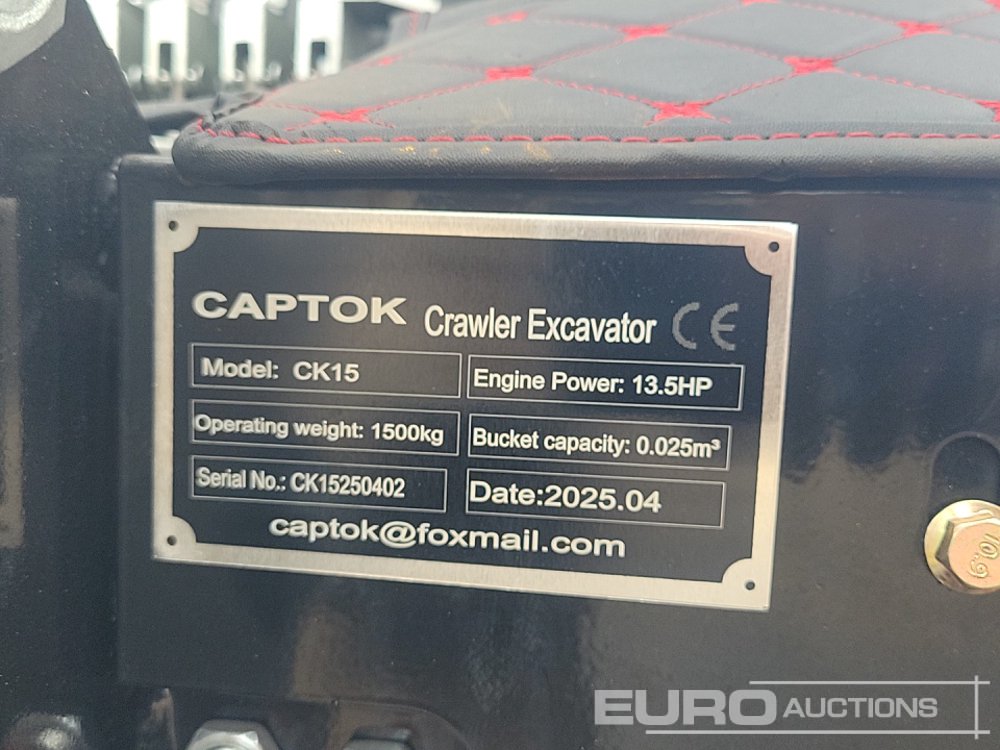 CAPTOK Crawler Excavator CE
Model: CK15
Engine Power: 13.5HP
Operating weight: 1500kg
Bucket capacity: 0.025m³
Serial No.: CK15250402
Date:2025.04
captok@foxmail.com
10.9
EURO AUCTIONS